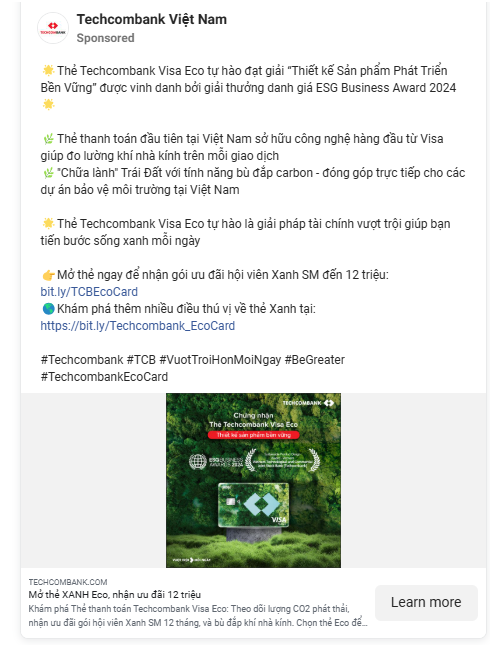 Techcombank Việt Nam
Sponsored
🌟Thẻ Techcombank Visa Eco tự hào đạt giải “Thiết kế Sản phẩm Phát Triển
Bền Vững” được vinh danh bởi giải thưởng danh giá ESG Business Award 2024
🌟
🌿Thẻ thanh toán đầu tiên tại Việt Nam sở hữu công nghệ hàng đầu từ Visa
giúp đo lường khí nhà kính trên mỗi giao dịch
🌿"Chữa lành" Trái Đất với tính năng bù đắp carbon - đóng góp trực tiếp cho các
dự án bảo vệ môi trường tại Việt Nam
🌟Thẻ Techcombank Visa Eco tự hào là giải pháp tài chính vượt trội giúp bạn
tiến bước sống xanh mỗi ngày
👉Mở thẻ ngay để nhận gói ưu đãi hội viên Xanh SM đến 12 triệu:
bit.ly/TCBEcoCard
🌎Khám phá thêm nhiều điều thú vị về thẻ Xanh tại:
https://bit.ly/Techcombank_EcoCard
#Techcombank #TCB #VuotTroiHonMoiNgay #BeGreater
#TechcombankEcoCard
TECHCOMBANK
Chứng nhận
Thẻ Techcombank Visa Eco
Thiết kế sản phẩm bền vững
ESG BUSINESS
AWARDS 2024
VISA
TECHCOMBANK.COM
Mở thẻ XANH Eco, nhận ưu đãi 12 triệu
Khám phá Thẻ thanh toán Techcombank Visa Eco: Theo dõi lượng CO2 phát thải,
nhận ưu đãi gói hội viên Xanh SM 12 tháng, và bù đắp khí nhà kính. Chọn thẻ Eco để...
Learn more